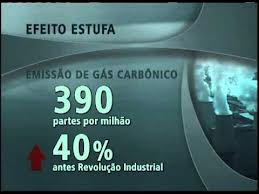 EFEITO ESTUFA
EMISSÃO DE GÁS CARBÔNICO
390
partes por milhão
40%
antes Revolução Industrial